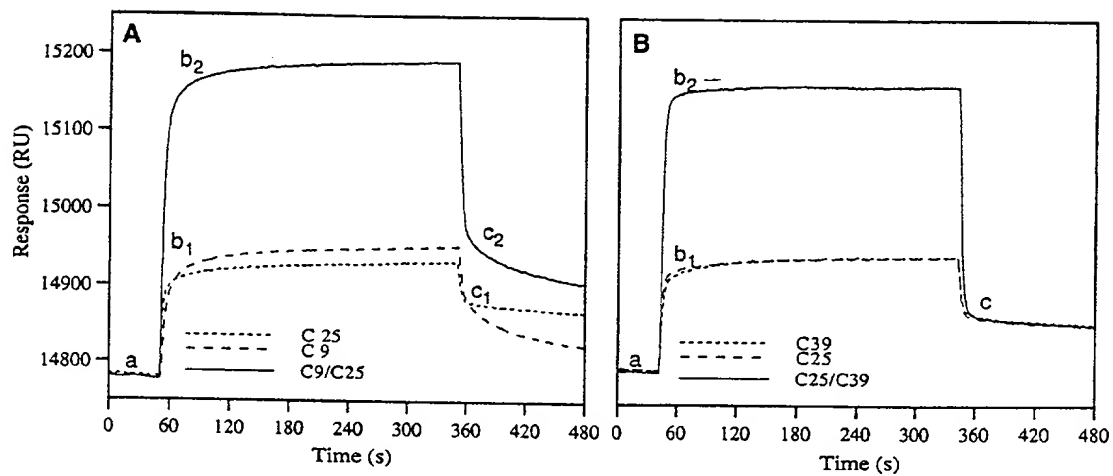 A
B
Response (RU)
15200
15100
15000
14900
14800
b2
b1
a
c2
c1
C 25
C 9
C9/C25
0 60 120 180 240 300 360 420 480
Time (s)
b2
b1
a
c
C39
C25
C25/C39
0 60 120 180 240 300 360 420 480
Time (s)